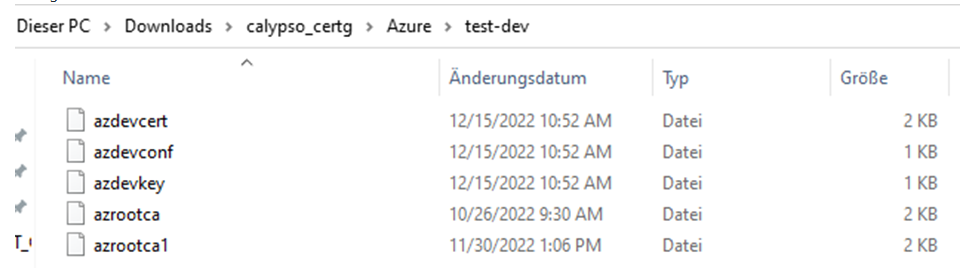 Dieser PC > Downloads > calypso_certg > Azure > test-dev
Name Änderungsdatum Typ Größe
azdevcert 12/15/2022 10:52 AM Datei 2 KB
azdevconf 12/15/2022 10:52 AM Datei 1 KB
azdevkey 12/15/2022 10:52 AM Datei 1 KB
azrootca 10/26/2022 9:30 AM Datei 2 KB
azrootca1 11/30/2022 1:06 PM Datei 2 KB